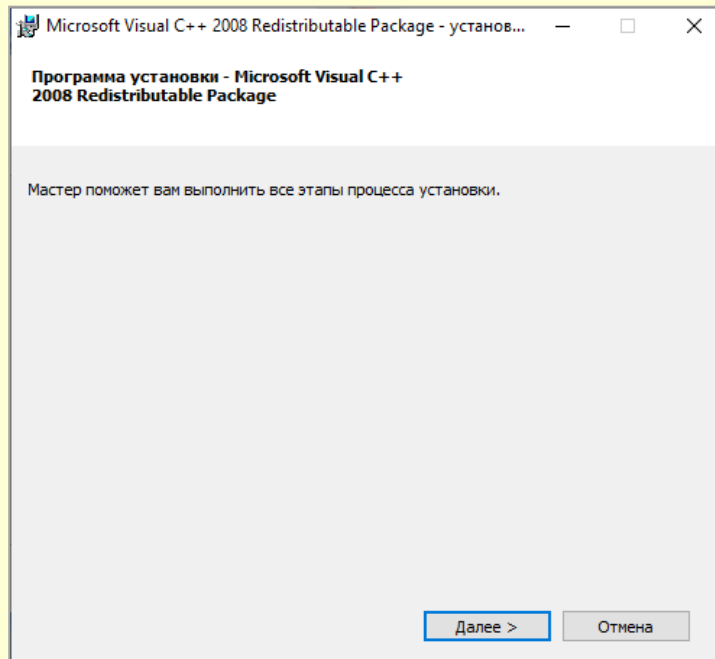 Microsoft Visual C++ 2008 Redistributable Package - установ...
Программа установки - Microsoft Visual C++
2008 Redistributable Package
Мастер поможет вам выполнить все этапы процесса установки.
Далее >
Отмена